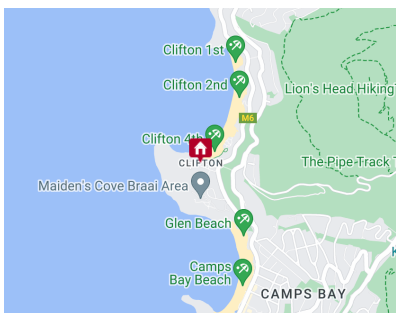 Clifton 1st
Clifton 2nd
Lion's Head Hiking
M6
Clifton 4th
CLIFTON
The Pipe Track T
Maiden's Cove Braai Area
Glen Beach
Camps
Bay Beach
CAMPS BAY
K